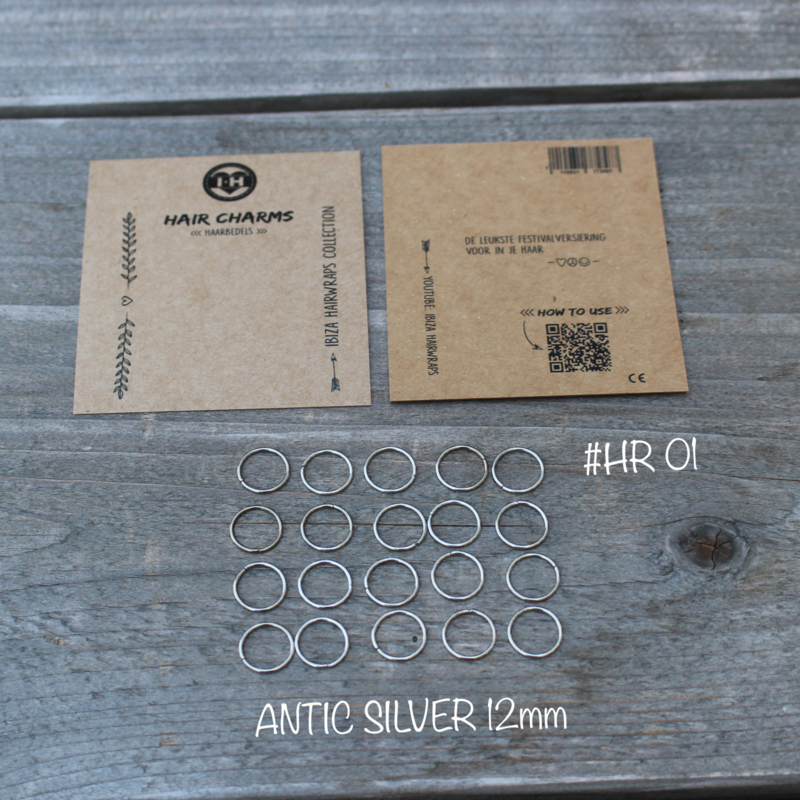 I·H
HAIR CHARMS
<<< HAARBEDELS >>>
IBIZA HAIRWRAPS COLLECTION
DE LEUKSTE FESTIVALVERSIERING
VOOR IN JE HAAR
YOUTUBE: IBIZA HAIRWRAPS
<<< HOW TO USE >>>
CE
#HR 01
ANTIC SILVER 12mm